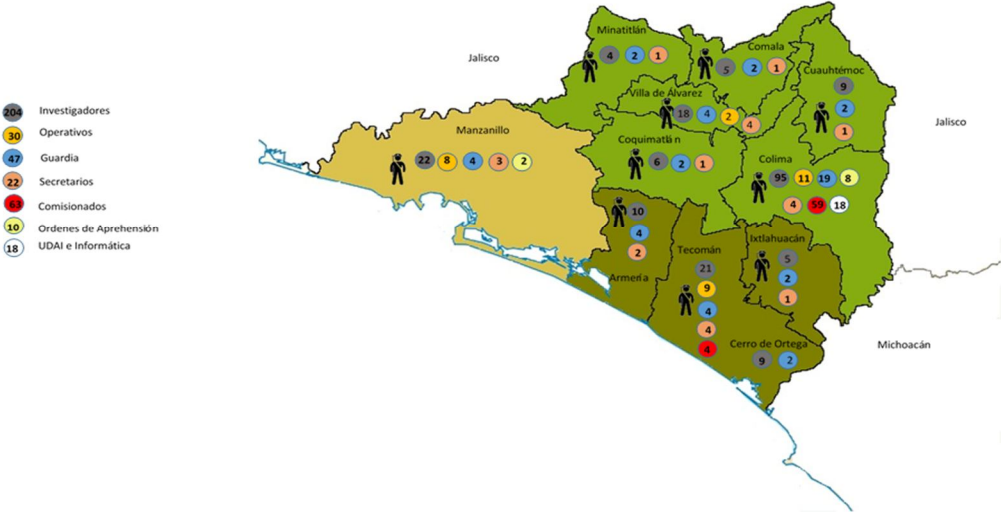 Minatitlán
4 2 1
Jalisco
Comala
5 2 1
Cuauhtémoc
9
2
1
Jalisco
Villa de Álvarez
18 4 2 4
204 Investigadores
30 Operativos
47 Guardia
22 Secretarios
63 Comisionados
10 Ordenes de Aprehensión
18 UDAI e Informática
Manzanillo
22 8 4 3 2
Coquimatlán
6 2 1
Colima
95 11 19 8
4 59 18
10
4
2
Armería
Tecomán
21
9
4
4
4
Ixtlahuacán
5
2
1
Cerro de Ortega
9 2
Michoacán